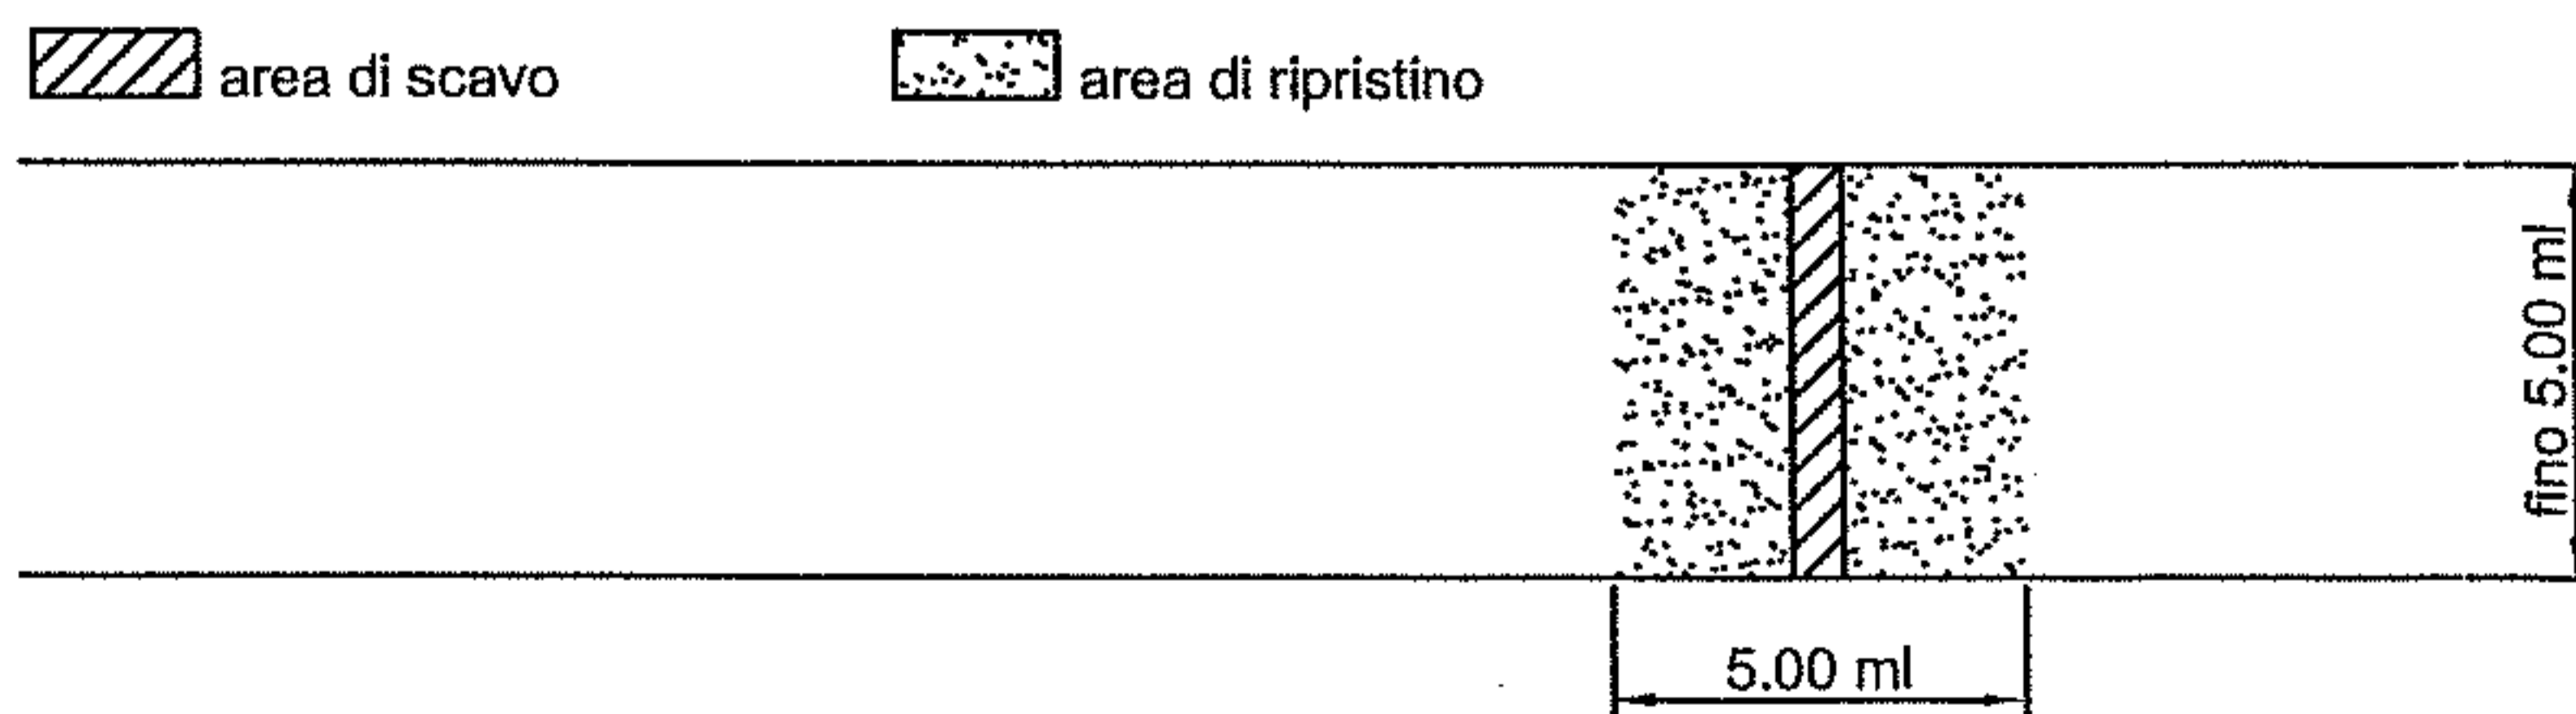 area di scavo
area di ripristino
fino 5.00 ml
5.00 ml